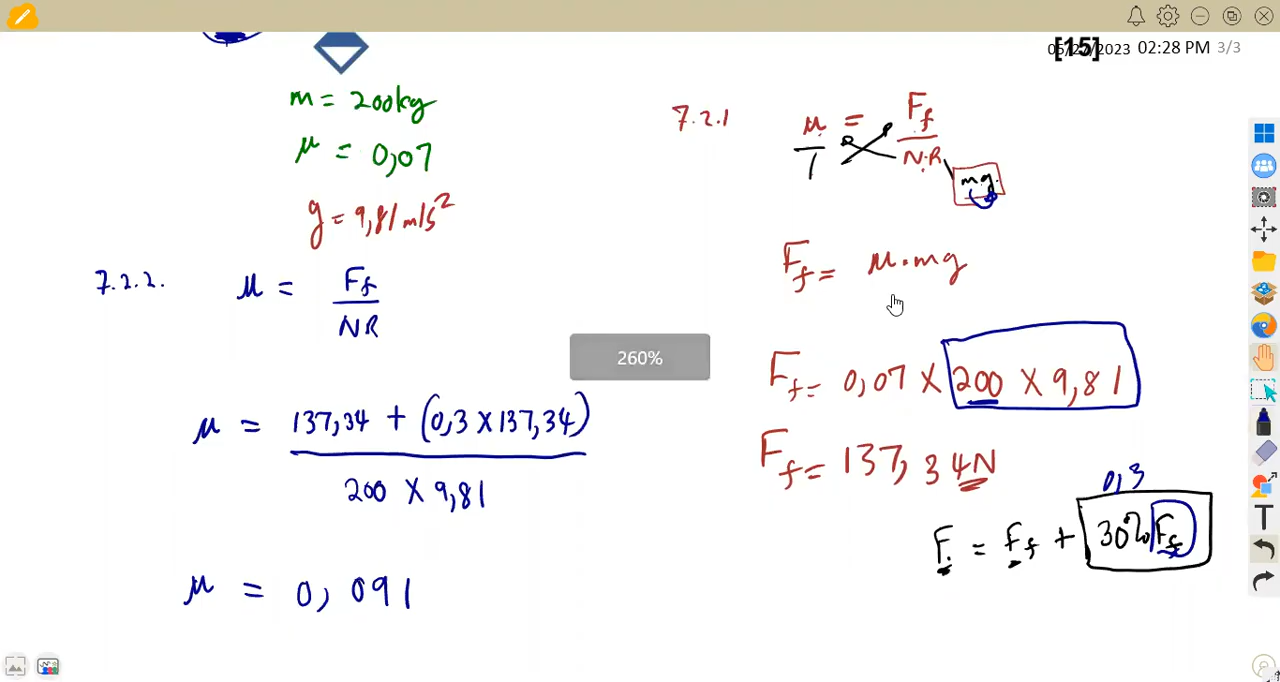 [15]
05/27/2023 02:28 PM 3/3
m = 200kg
μ = 0,07
g = 9,81 m/s²
7.2.2. μ = Ff / NR
μ = 137,34 + (0,3 × 137,34) / 200 × 9,81
μ = 0,091
7.2.1 μ / 1 = Ff / N.R
mg
Ff = μ.mg
260%
Ff = 0,07 × 200 × 9,81
Ff = 137,34N
0,3
F = Ff + 30% Ff
T